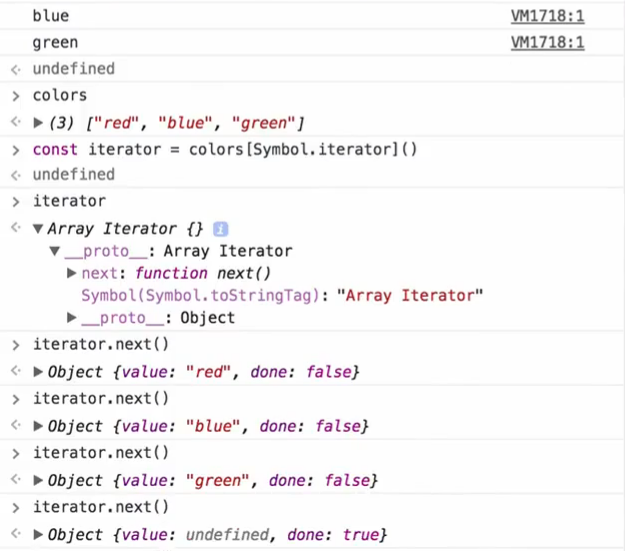 blue VM1718:1
green VM1718:1
undefined
colors
(3) ["red", "blue", "green"]
const iterator = colors[Symbol.iterator]()
undefined
iterator
Array Iterator {} i
__proto__: Array Iterator
next: function next()
Symbol(Symbol.toStringTag): "Array Iterator"
__proto__: Object
iterator.next()
Object {value: "red", done: false}
iterator.next()
Object {value: "blue", done: false}
iterator.next()
Object {value: "green", done: false}
iterator.next()
Object {value: undefined, done: true}